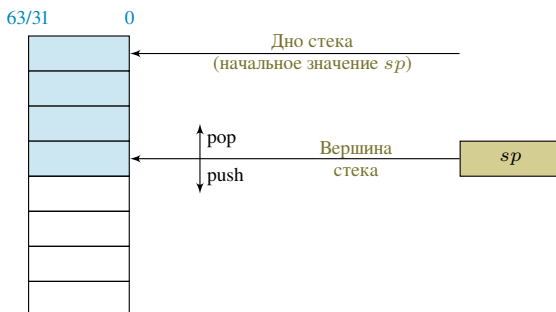 63/31 0
Дно стека
(начальное значение sp)
pop
Вершина
sp
push
стека